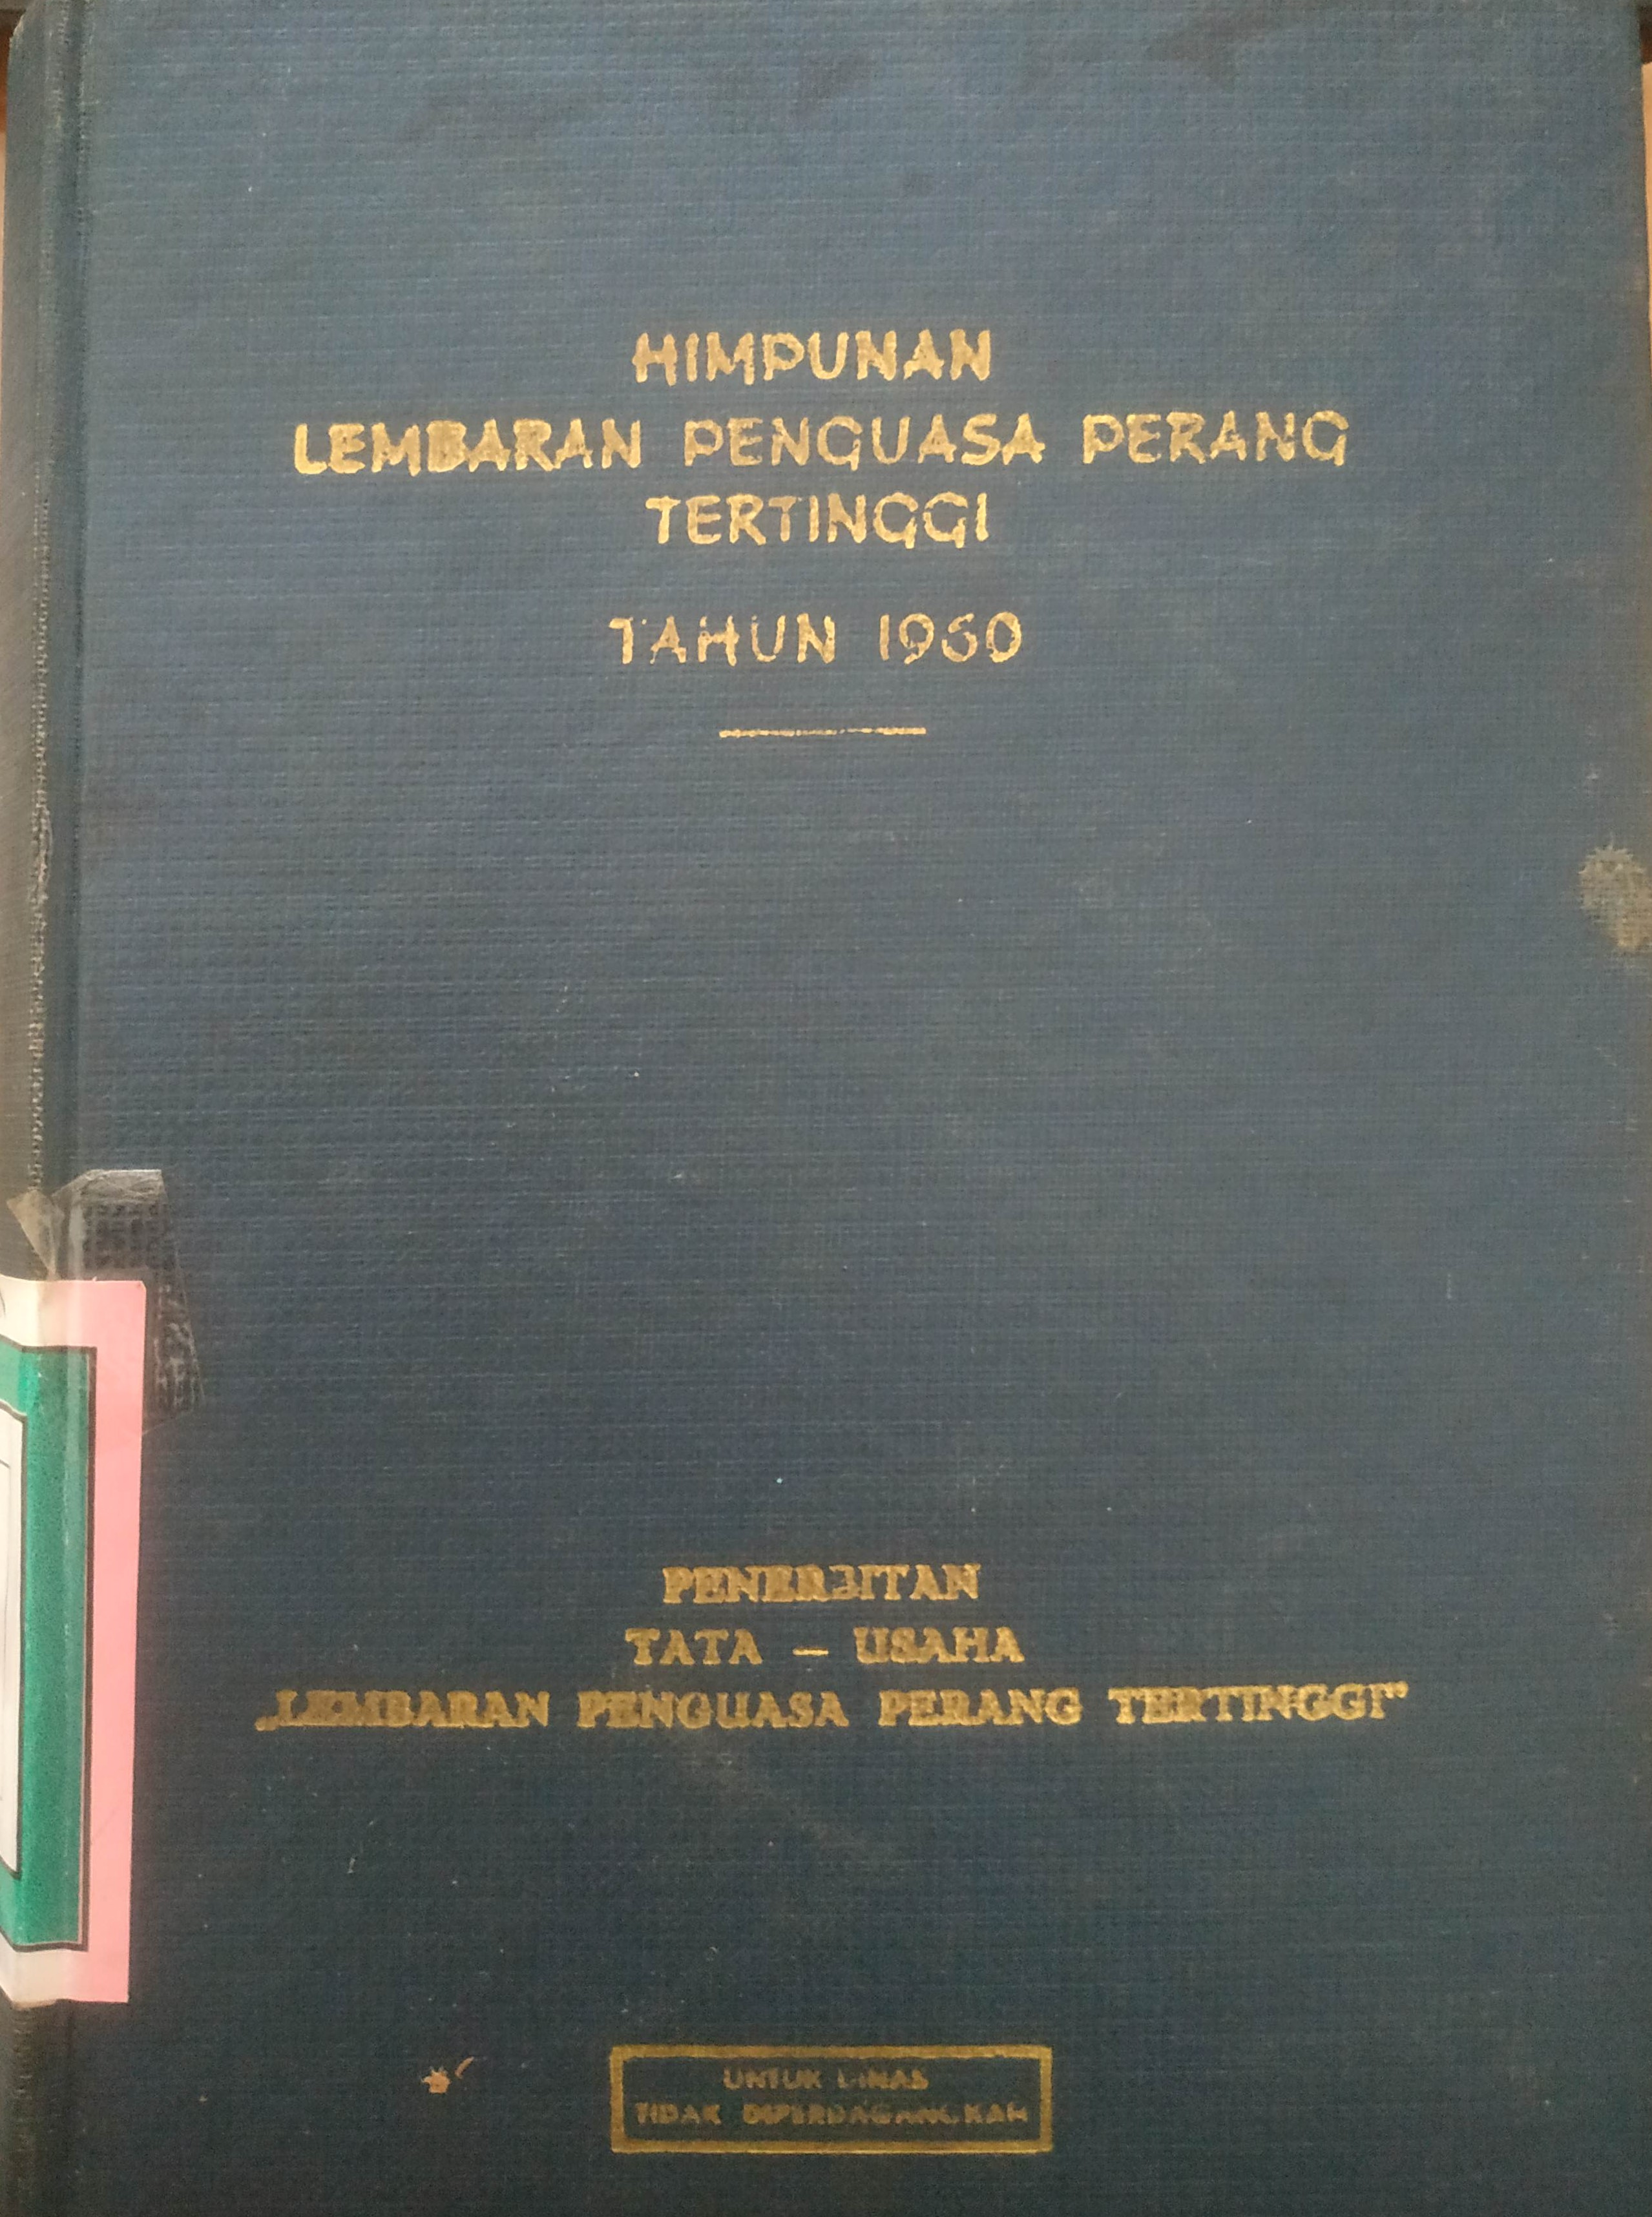 HIMPUNAN
LEMBARAN PENGUASA PERANG
TERTINGGI
TAHUN 1960
PENERBITAN
TATA – USAHA
„LEMBARAN PENGUASA PERANG TERTINGGI”
UNTUK DINAS
TIDAK DIPERDAGANGKAN